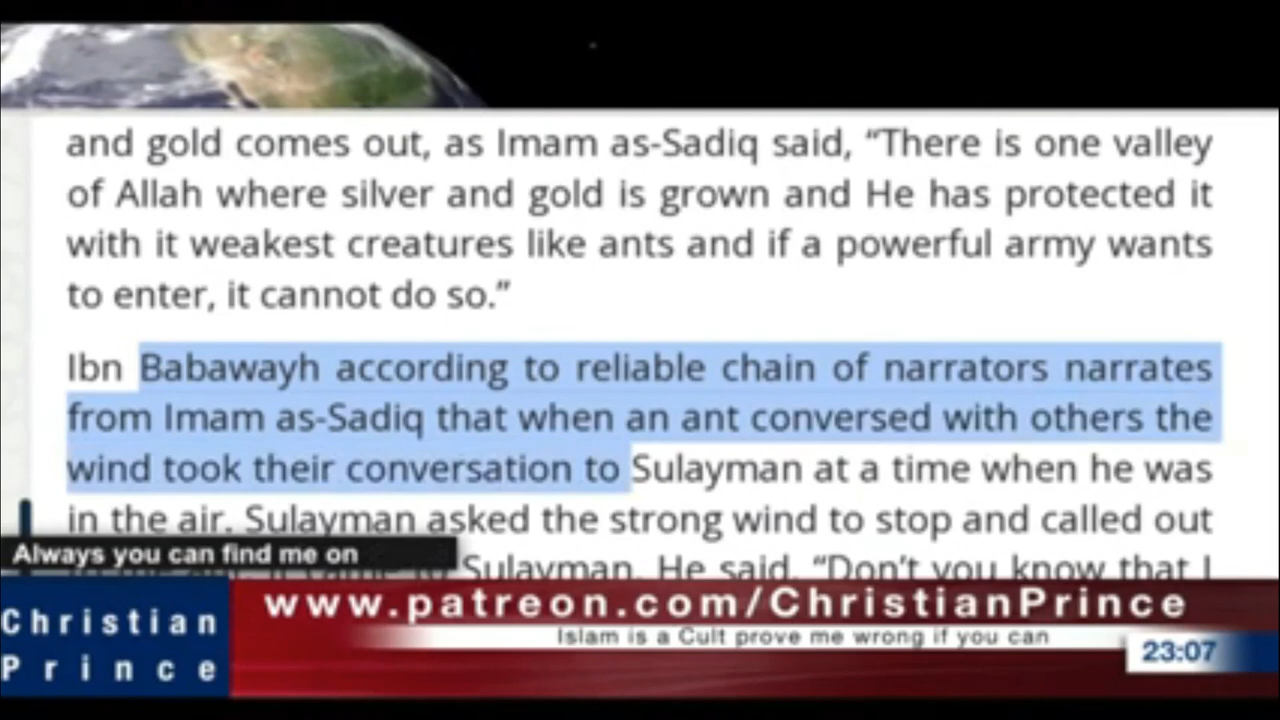 and gold comes out, as Imam as-Sadiq said, “There is one valley
of Allah where silver and gold is grown and He has protected it
with it weakest creatures like ants and if a powerful army wants
to enter, it cannot do so.”
Ibn Babawayh according to reliable chain of narrators narrates
from Imam as-Sadiq that when an ant conversed with others the
wind took their conversation to Sulayman at a time when he was
in the air. Sulayman asked the strong wind to stop and called out
Sulayman. He said, “Don’t you know that I
Always you can find me on
www.patreon.com/ChristianPrince
Islam is a Cult prove me wrong if you can
Christian
Prince
23:07